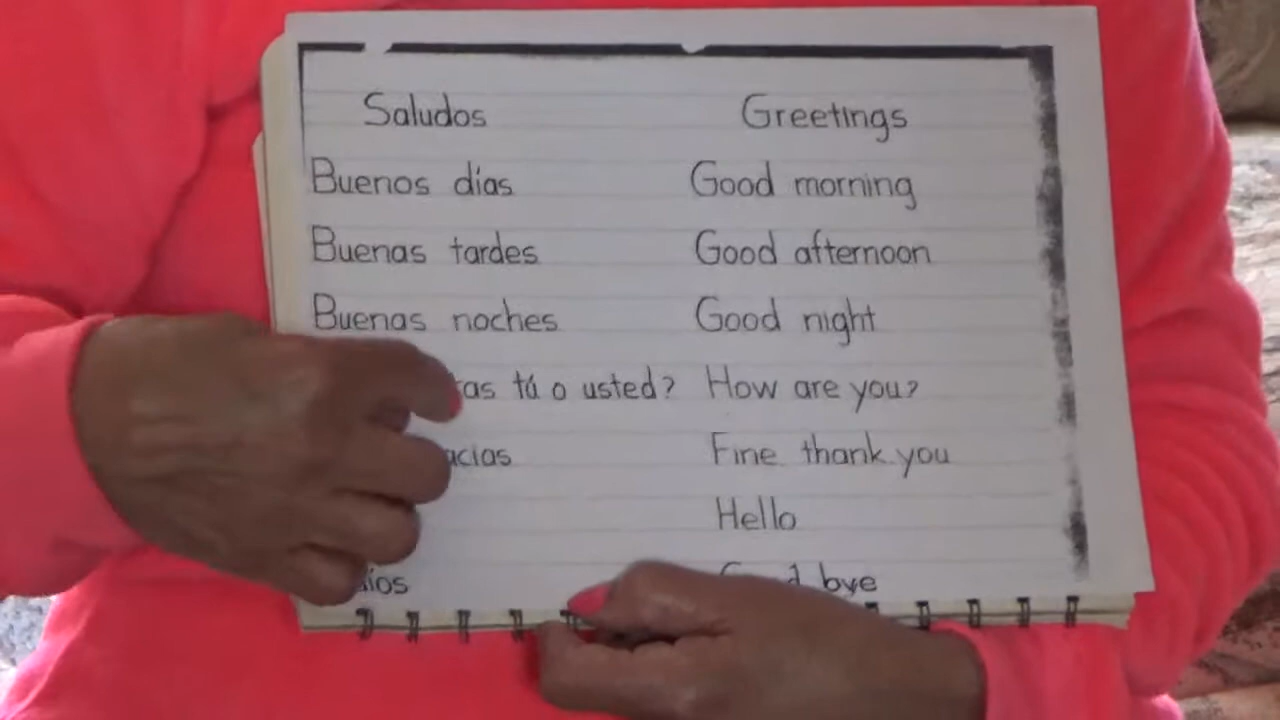 Saludos Greetings
Buenos días Good morning
Buenas tardes Good afternoon
Buenas noches Good night
tú o usted? How are you?
Fine thank you
Hello
bye